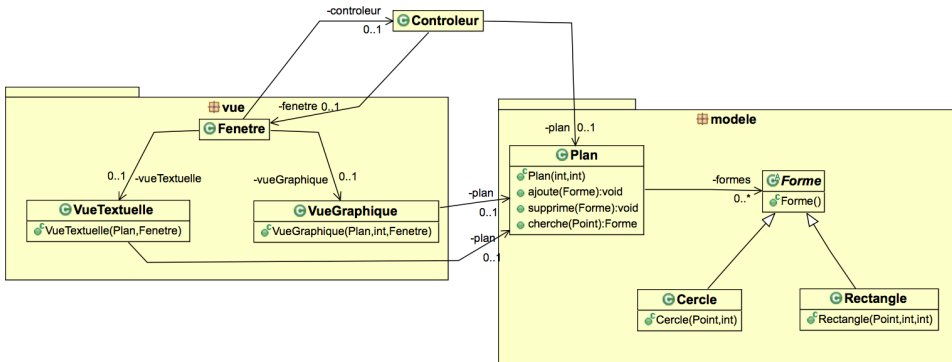 Controleur
-controleur
0..1
vue
-fenetre 0..1
Fenetre
0..1
-vueTextuelle
-vueGraphique
0..1
VueTextuelle
VueTextuelle(Plan,Fenetre)
VueGraphique
VueGraphique(Plan,int,Fenetre)
-plan
0..1
-plan
0..1
modele
-plan 0..1
Plan
Plan(int,int)
ajoute(Forme):void
supprime(Forme):void
cherche(Point):Forme
-formes
0..*
Forme
Forme()
Cercle
Cercle(Point,int)
Rectangle
Rectangle(Point,int,int)